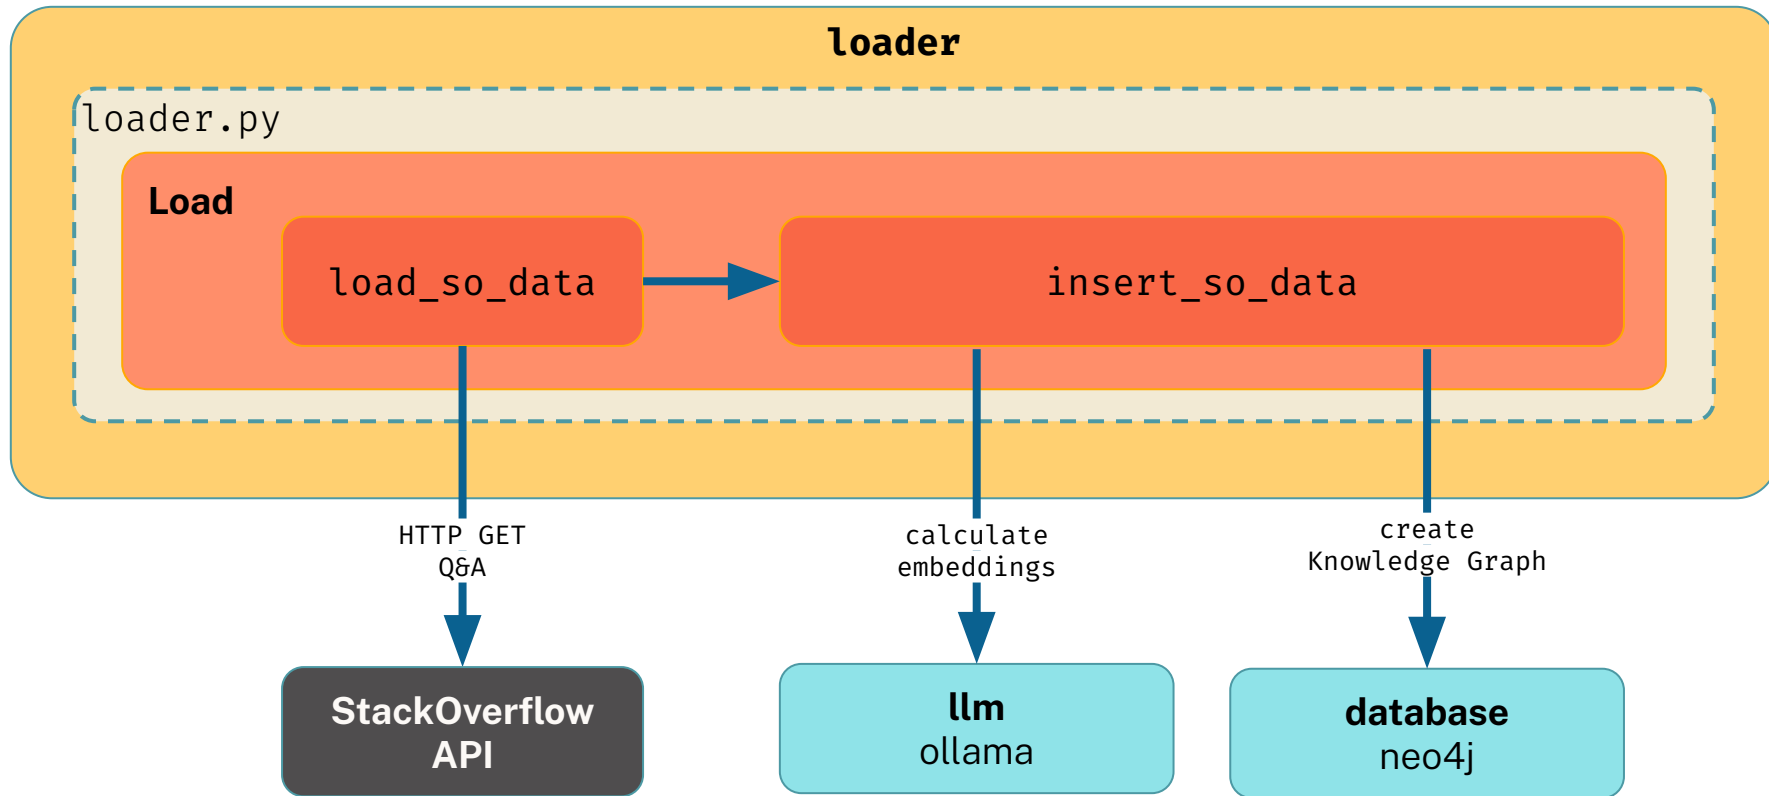 loader
loader.py
Load
load_so_data
insert_so_data
HTTP GET
Q&A
calculate
embeddings
create
Knowledge Graph
StackOverflow
API
llm
ollama
database
neo4j